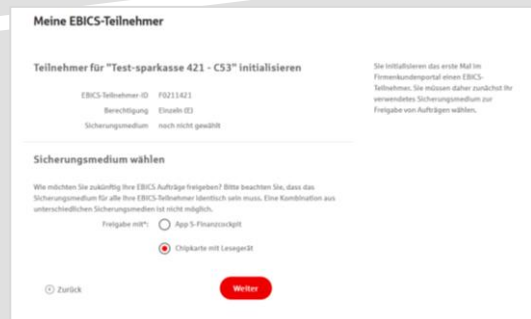 Meine EBICS-Teilnehmer
Teilnehmer für "Test-sparkasse 421 - C53" initialisieren
EBICS-Teilnehmer-ID F0211421
Berechtigung Einzeln (E)
Sicherungsmedium noch nicht gewählt
Sie initialisieren das erste Mal im
Firmenkundenportal einen EBICS-
Teilnehmer. Sie müssen daher zunächst Ihr
verwendetes Sicherungsmedium zur
Freigabe von Aufträgen wählen.
Sicherungsmedium wählen
Wie möchten Sie zukünftig Ihre EBICS Aufträge freigeben? Bitte beachten Sie, dass das
Sicherungsmedium für alle Ihre EBICS-Teilnehmer identisch sein muss. Eine Kombination aus
unterschiedlichen Sicherungsmedien ist nicht möglich.
Freigabe mit*: App S-Finanzcockpit
Chipkarte mit Lesegerät
Zurück
Weiter